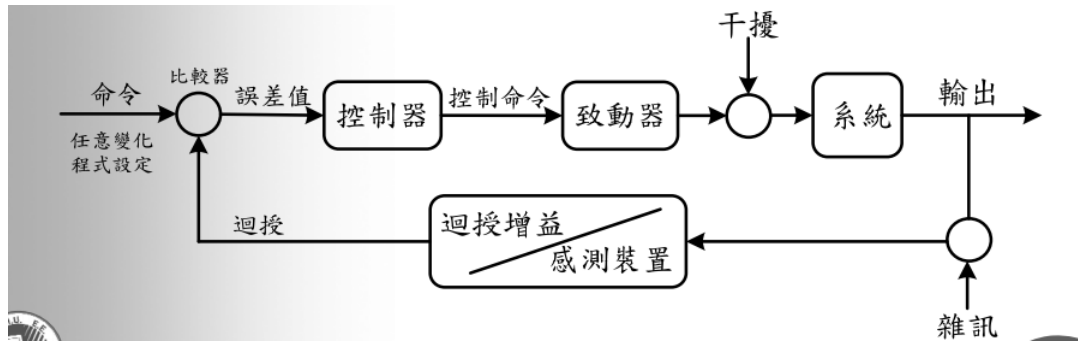 干擾
比較器
命令
誤差值
控制器
控制命令
致動器
系統
輸出
任意變化
程式設定
迴授
迴授增益
感測裝置
雜訊
U. E.E.